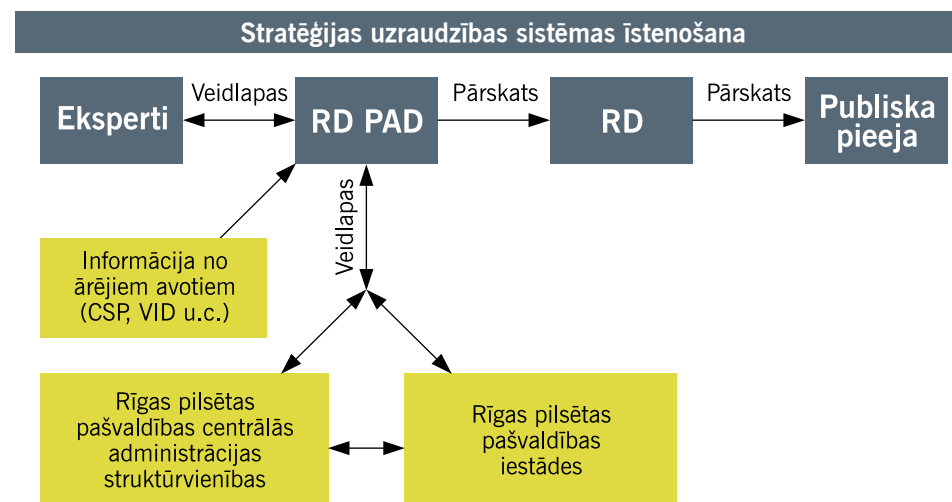 Stratēģijas uzraudzības sistēmas īstenošana
Eksperti
Veidlapas
RD PAD
Pārskats
RD
Pārskats
Publiska
pieeja
Veidlapas
Informācija no
ārējiem avotiem
(CSP, VID u.c.)
Rīgas pilsētas
pašvaldības centrālās
administrācijas
struktūrvienības
Rīgas pilsētas
pašvaldības
iestādes